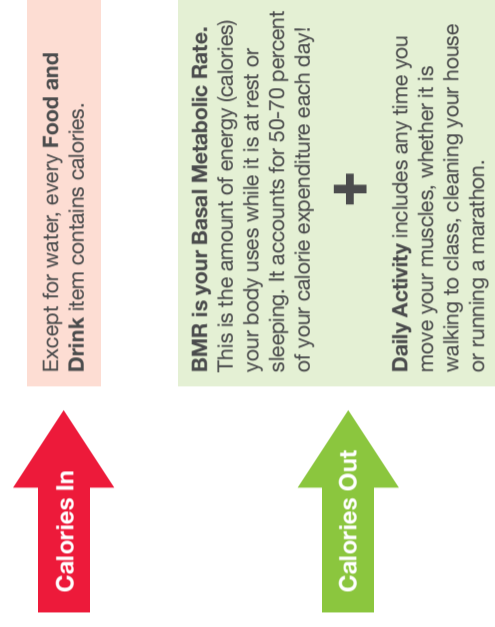 Calories In
Except for water, every Food and
Drink item contains calories.
Calories Out
BMR is your Basal Metabolic Rate.
This is the amount of energy (calories)
your body uses while it is at rest or
sleeping. It accounts for 50-70 percent
of your calorie expenditure each day!
+
Daily Activity includes any time you
move your muscles, whether it is
walking to class, cleaning your house
or running a marathon.